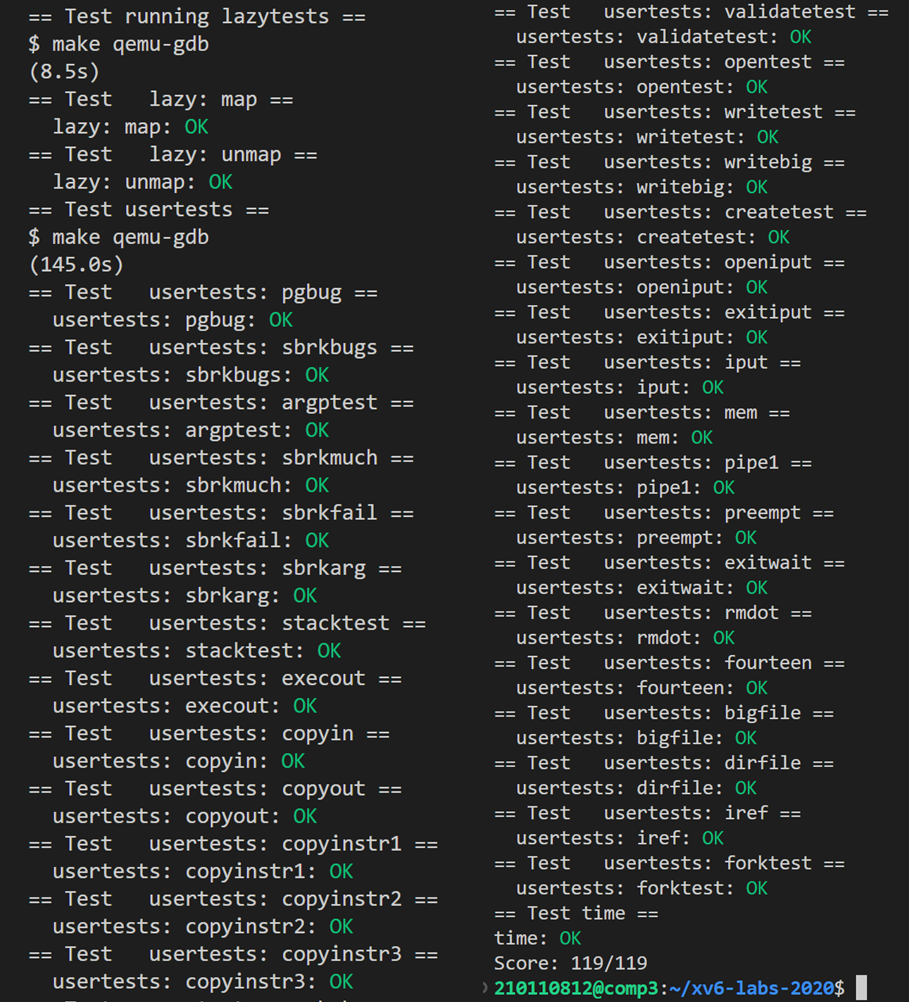 == Test running lazytests ==
$ make qemu-gdb
(8.5s)
== Test   lazy: map ==
  lazy: map: OK
== Test   lazy: unmap ==
  lazy: unmap: OK
== Test usertests ==
$ make qemu-gdb
(145.0s)
== Test   usertests: pgbug ==
  usertests: pgbug: OK
== Test   usertests: sbrkbugs ==
  usertests: sbrkbugs: OK
== Test   usertests: argptest ==
  usertests: argptest: OK
== Test   usertests: sbrkmuch ==
  usertests: sbrkmuch: OK
== Test   usertests: sbrkfail ==
  usertests: sbrkfail: OK
== Test   usertests: sbrkarg ==
  usertests: sbrkarg: OK
== Test   usertests: stacktest ==
  usertests: stacktest: OK
== Test   usertests: execout ==
  usertests: execout: OK
== Test   usertests: copyin ==
  usertests: copyin: OK
== Test   usertests: copyout ==
  usertests: copyout: OK
== Test   usertests: copyinstr1 ==
  usertests: copyinstr1: OK
== Test   usertests: copyinstr2 ==
  usertests: copyinstr2: OK
== Test   usertests: copyinstr3 ==
  usertests: copyinstr3: OK
== Test   usertests: validatetest ==
  usertests: validatetest: OK
== Test   usertests: opentest ==
  usertests: opentest: OK
== Test   usertests: writetest ==
  usertests: writetest: OK
== Test   usertests: writebig ==
  usertests: writebig: OK
== Test   usertests: createtest ==
  usertests: createtest: OK
== Test   usertests: openiput ==
  usertests: openiput: OK
== Test   usertests: exitiput ==
  usertests: exitiput: OK
== Test   usertests: iput ==
  usertests: iput: OK
== Test   usertests: mem ==
  usertests: mem: OK
== Test   usertests: pipe1 ==
  usertests: pipe1: OK
== Test   usertests: preempt ==
  usertests: preempt: OK
== Test   usertests: exitwait ==
  usertests: exitwait: OK
== Test   usertests: rmdot ==
  usertests: rmdot: OK
== Test   usertests: fourteen ==
  usertests: fourteen: OK
== Test   usertests: bigfile ==
  usertests: bigfile: OK
== Test   usertests: dirfile ==
  usertests: dirfile: OK
== Test   usertests: iref ==
  usertests: iref: OK
== Test   usertests: forktest ==
  usertests: forktest: OK
== Test time ==
time: OK
Score: 119/119
210110812@comp3:~/xv6-labs-2020$